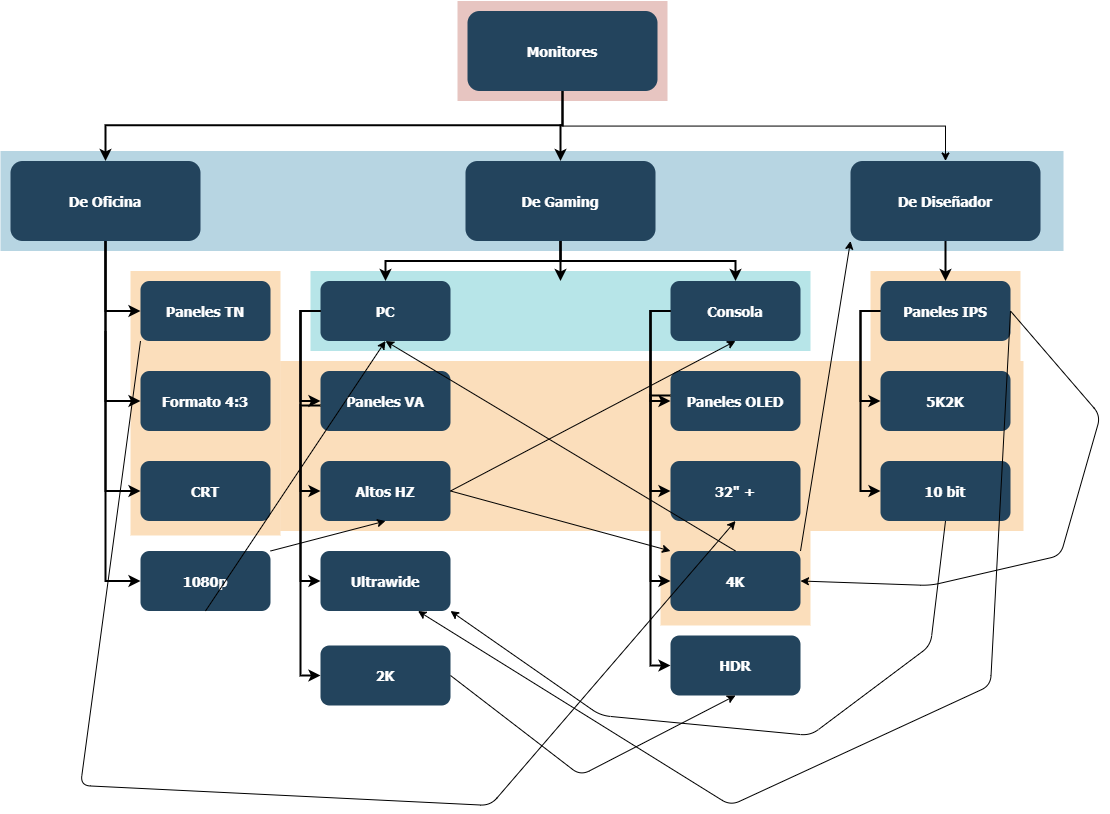 Monitores
De Oficina
De Gaming
De Diseñador
Paneles TN
PC
Consola
Paneles IPS
Formato 4:3
Paneles VA
Paneles OLED
5K2K
CRT
Altos HZ
32" +
10 bit
1080p
Ultrawide
4K
2K
HDR